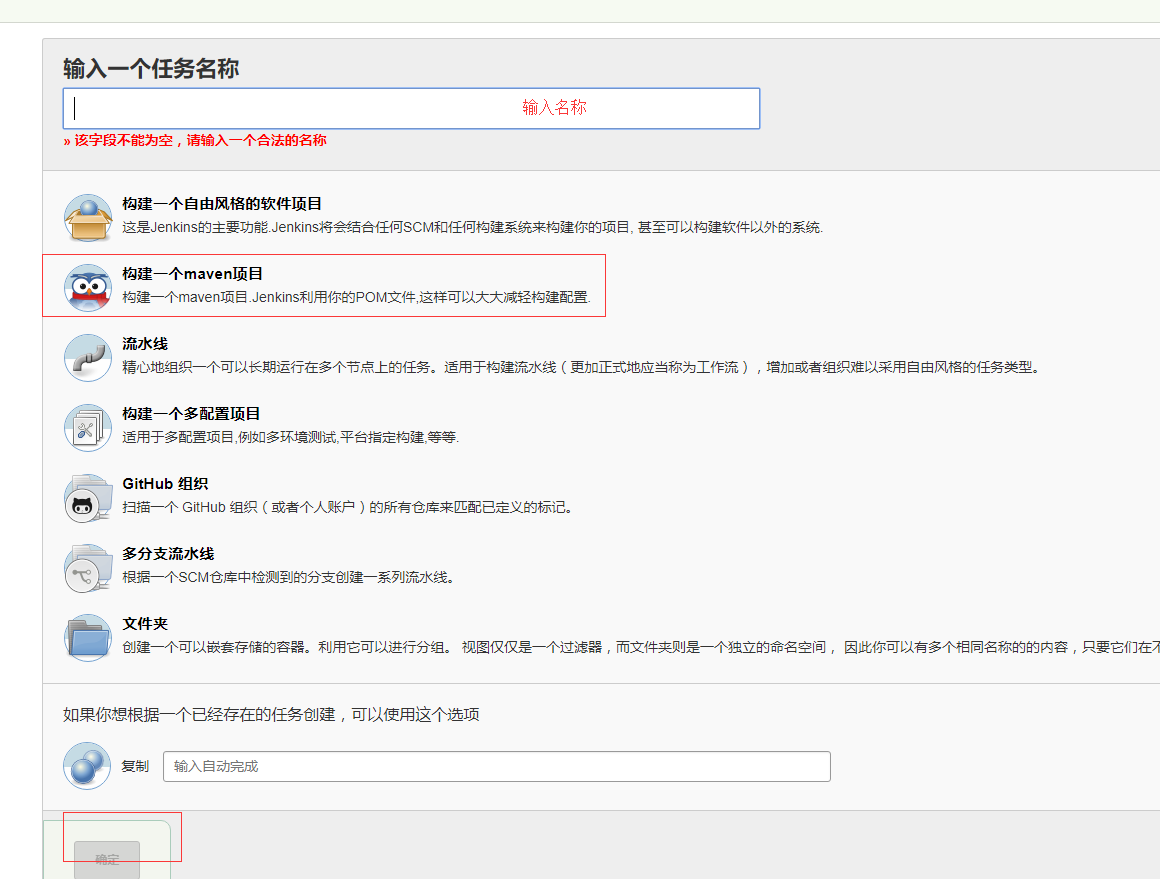 输入一个任务名称
输入名称
» 该字段不能为空，请输入一个合法的名称
构建一个自由风格的软件项目
这是Jenkins的主要功能.Jenkins将会结合任何SCM和任何构建系统来构建你的项目, 甚至可以构建软件以外的系统.
构建一个maven项目
构建一个maven项目.Jenkins利用你的POM文件,这样可以大大减轻构建配置.
流水线
精心地组织一个可以长期运行在多个节点上的任务。适用于构建流水线（更加正式地应当称为工作流），增加或者组织难以采用自由风格的任务类型。
构建一个多配置项目
适用于多配置项目,例如多环境测试,平台指定构建,等等.
GitHub 组织
扫描一个 GitHub 组织（或者个人账户）的所有仓库来匹配已定义的标记。
多分支流水线
根据一个SCM仓库中检测到的分支创建一系列流水线。
文件夹
创建一个可以嵌套存储的容器。利用它可以进行分组。 视图仅仅是一个过滤器，而文件夹则是一个独立的命名空间， 因此你可以有多个相同名称的的内容，只要它们在不
如果你想根据一个已经存在的任务创建，可以使用这个选项
复制
输入自动完成
确定